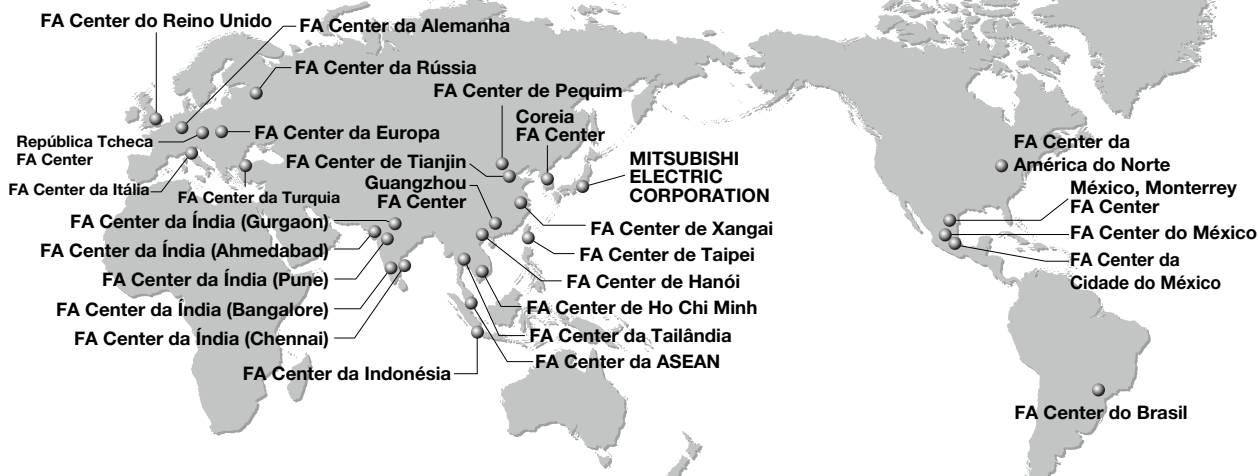 FA Center do Reino Unido
FA Center da Alemanha
FA Center da Rússia
FA Center de Pequim
Coreia
FA Center
República Tcheca
FA Center
FA Center da Europa
FA Center da Itália
FA Center da Turquia
FA Center de Tianjin
Guangzhou
FA Center
MITSUBISHI
ELECTRIC
CORPORATION
FA Center da Índia (Gurgaon)
FA Center da Índia (Ahmedabad)
FA Center da Índia (Pune)
FA Center da Índia (Bangalore)
FA Center da Índia (Chennai)
FA Center da Indonésia
FA Center de Xangai
FA Center de Taipei
FA Center de Hanói
FA Center de Ho Chi Minh
FA Center da Tailândia
FA Center da ASEAN
FA Center da
América do Norte
México, Monterrey
FA Center
FA Center do México
FA Center da
Cidade do México
FA Center do Brasil